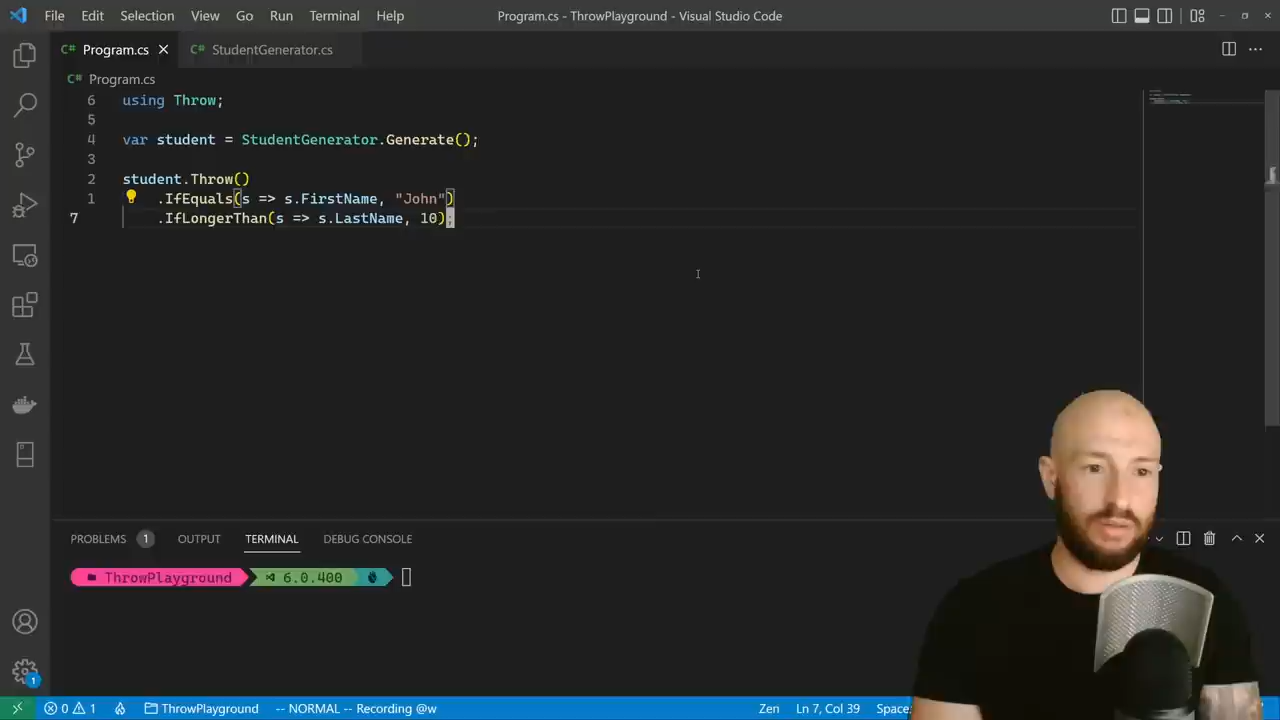 File Edit Selection View Go Run Terminal Help Program.cs - ThrowPlayground - Visual Studio Code
C# Program.cs C# StudentGenerator.cs
C# Program.cs
6 using Throw;
5
4 var student = StudentGenerator.Generate();
3
2 student.Throw()
1 .IfEquals(s => s.FirstName, "John")
7 .IfLongerThan(s => s.LastName, 10);
PROBLEMS 1 OUTPUT TERMINAL DEBUG CONSOLE
ThrowPlayground 6.0.400
1
0 1 ThrowPlayground -- NORMAL -- Recording @w Zen Ln 7, Col 39 Space